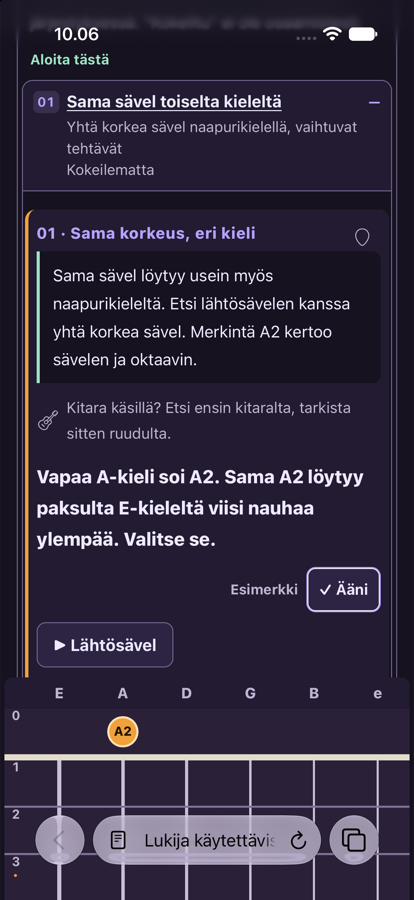 10.06
Aloita tästä
01 Sama sävel toiselta kieleltä –
Yhtä korkea sävel naapurikielellä, vaihtuvat
tehtävät
Kokeilematta
01 · Sama korkeus, eri kieli
Sama sävel löytyy usein myös
naapurikieleltä. Etsi lähtösävelen kanssa
yhtä korkea sävel. Merkintä A2 kertoo
sävelen ja oktaavin.
Kitara käsillä? Etsi ensin kitaralta, tarkista
sitten ruudulta.
Vapaa A-kieli soi A2. Sama A2 löytyy
paksulta E-kieleltä viisi nauhaa
ylempää. Valitse se.
Esimerkki ✓ Ääni
▶ Lähtösävel
E A D G B e
0
A2
1
2
Lukija käytettävis
3